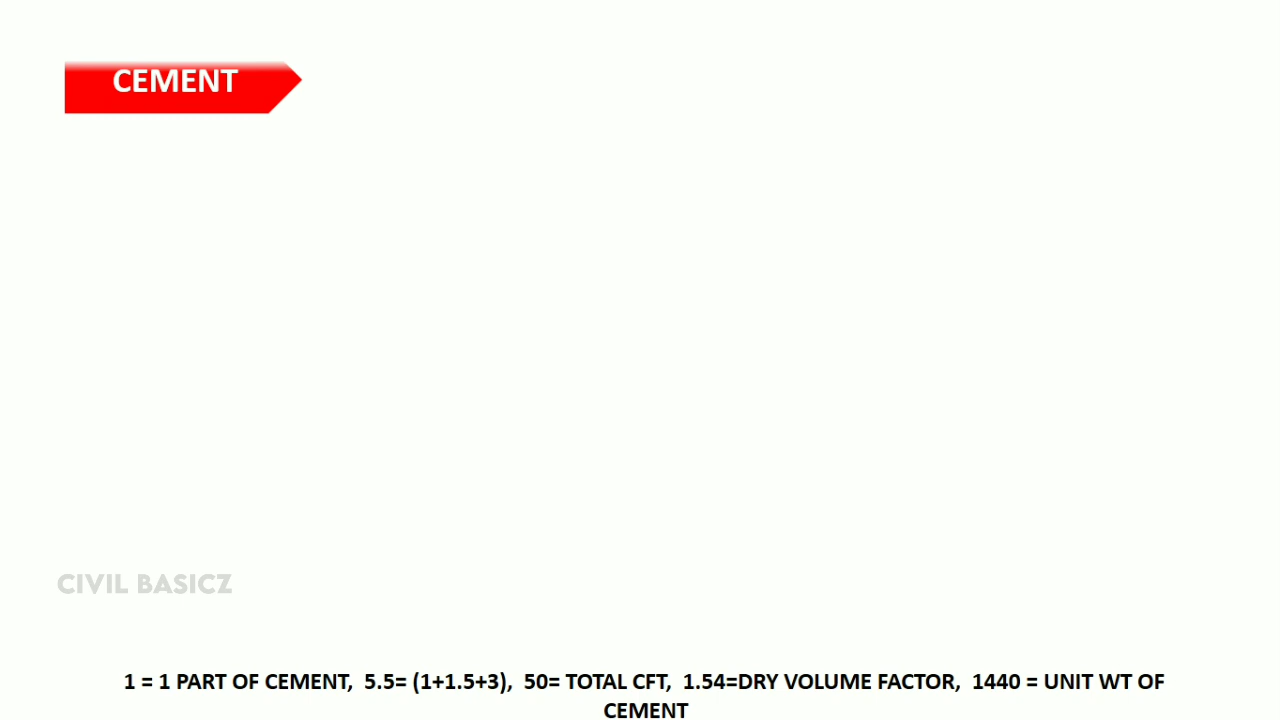 CEMENT
CIVIL BASICZ
1 = 1 PART OF CEMENT, 5.5= (1+1.5+3), 50= TOTAL CFT, 1.54=DRY VOLUME FACTOR, 1440 = UNIT WT OF
CEMENT